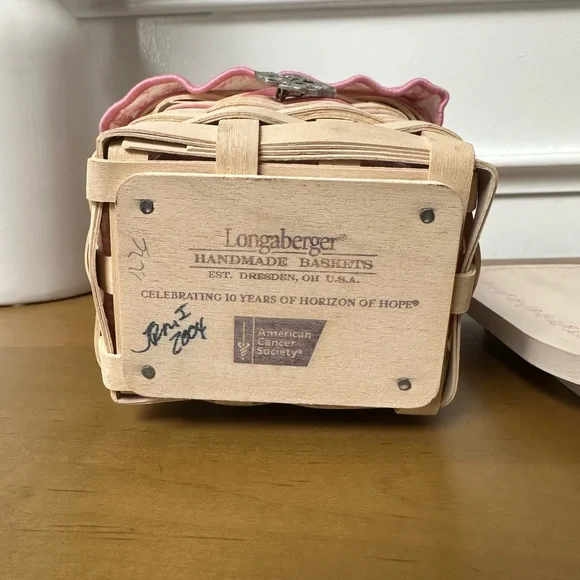 Longaberger®
HANDMADE BASKETS
EST. DRESDEN, OH U.S.A.
CELEBRATING 10 YEARS OF HORIZON OF HOPE®
2004
American
Cancer
Society®